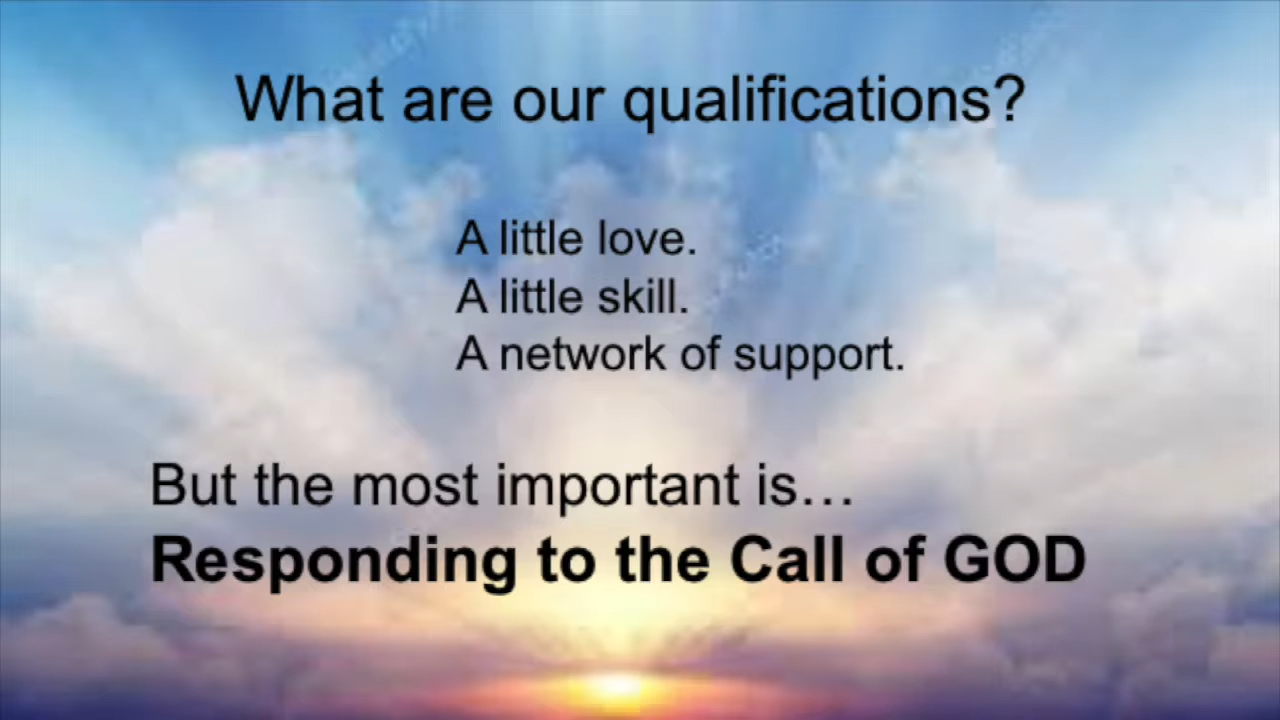 What are our qualifications?
A little love.
A little skill.
A network of support.
But the most important is…
Responding to the Call of GOD